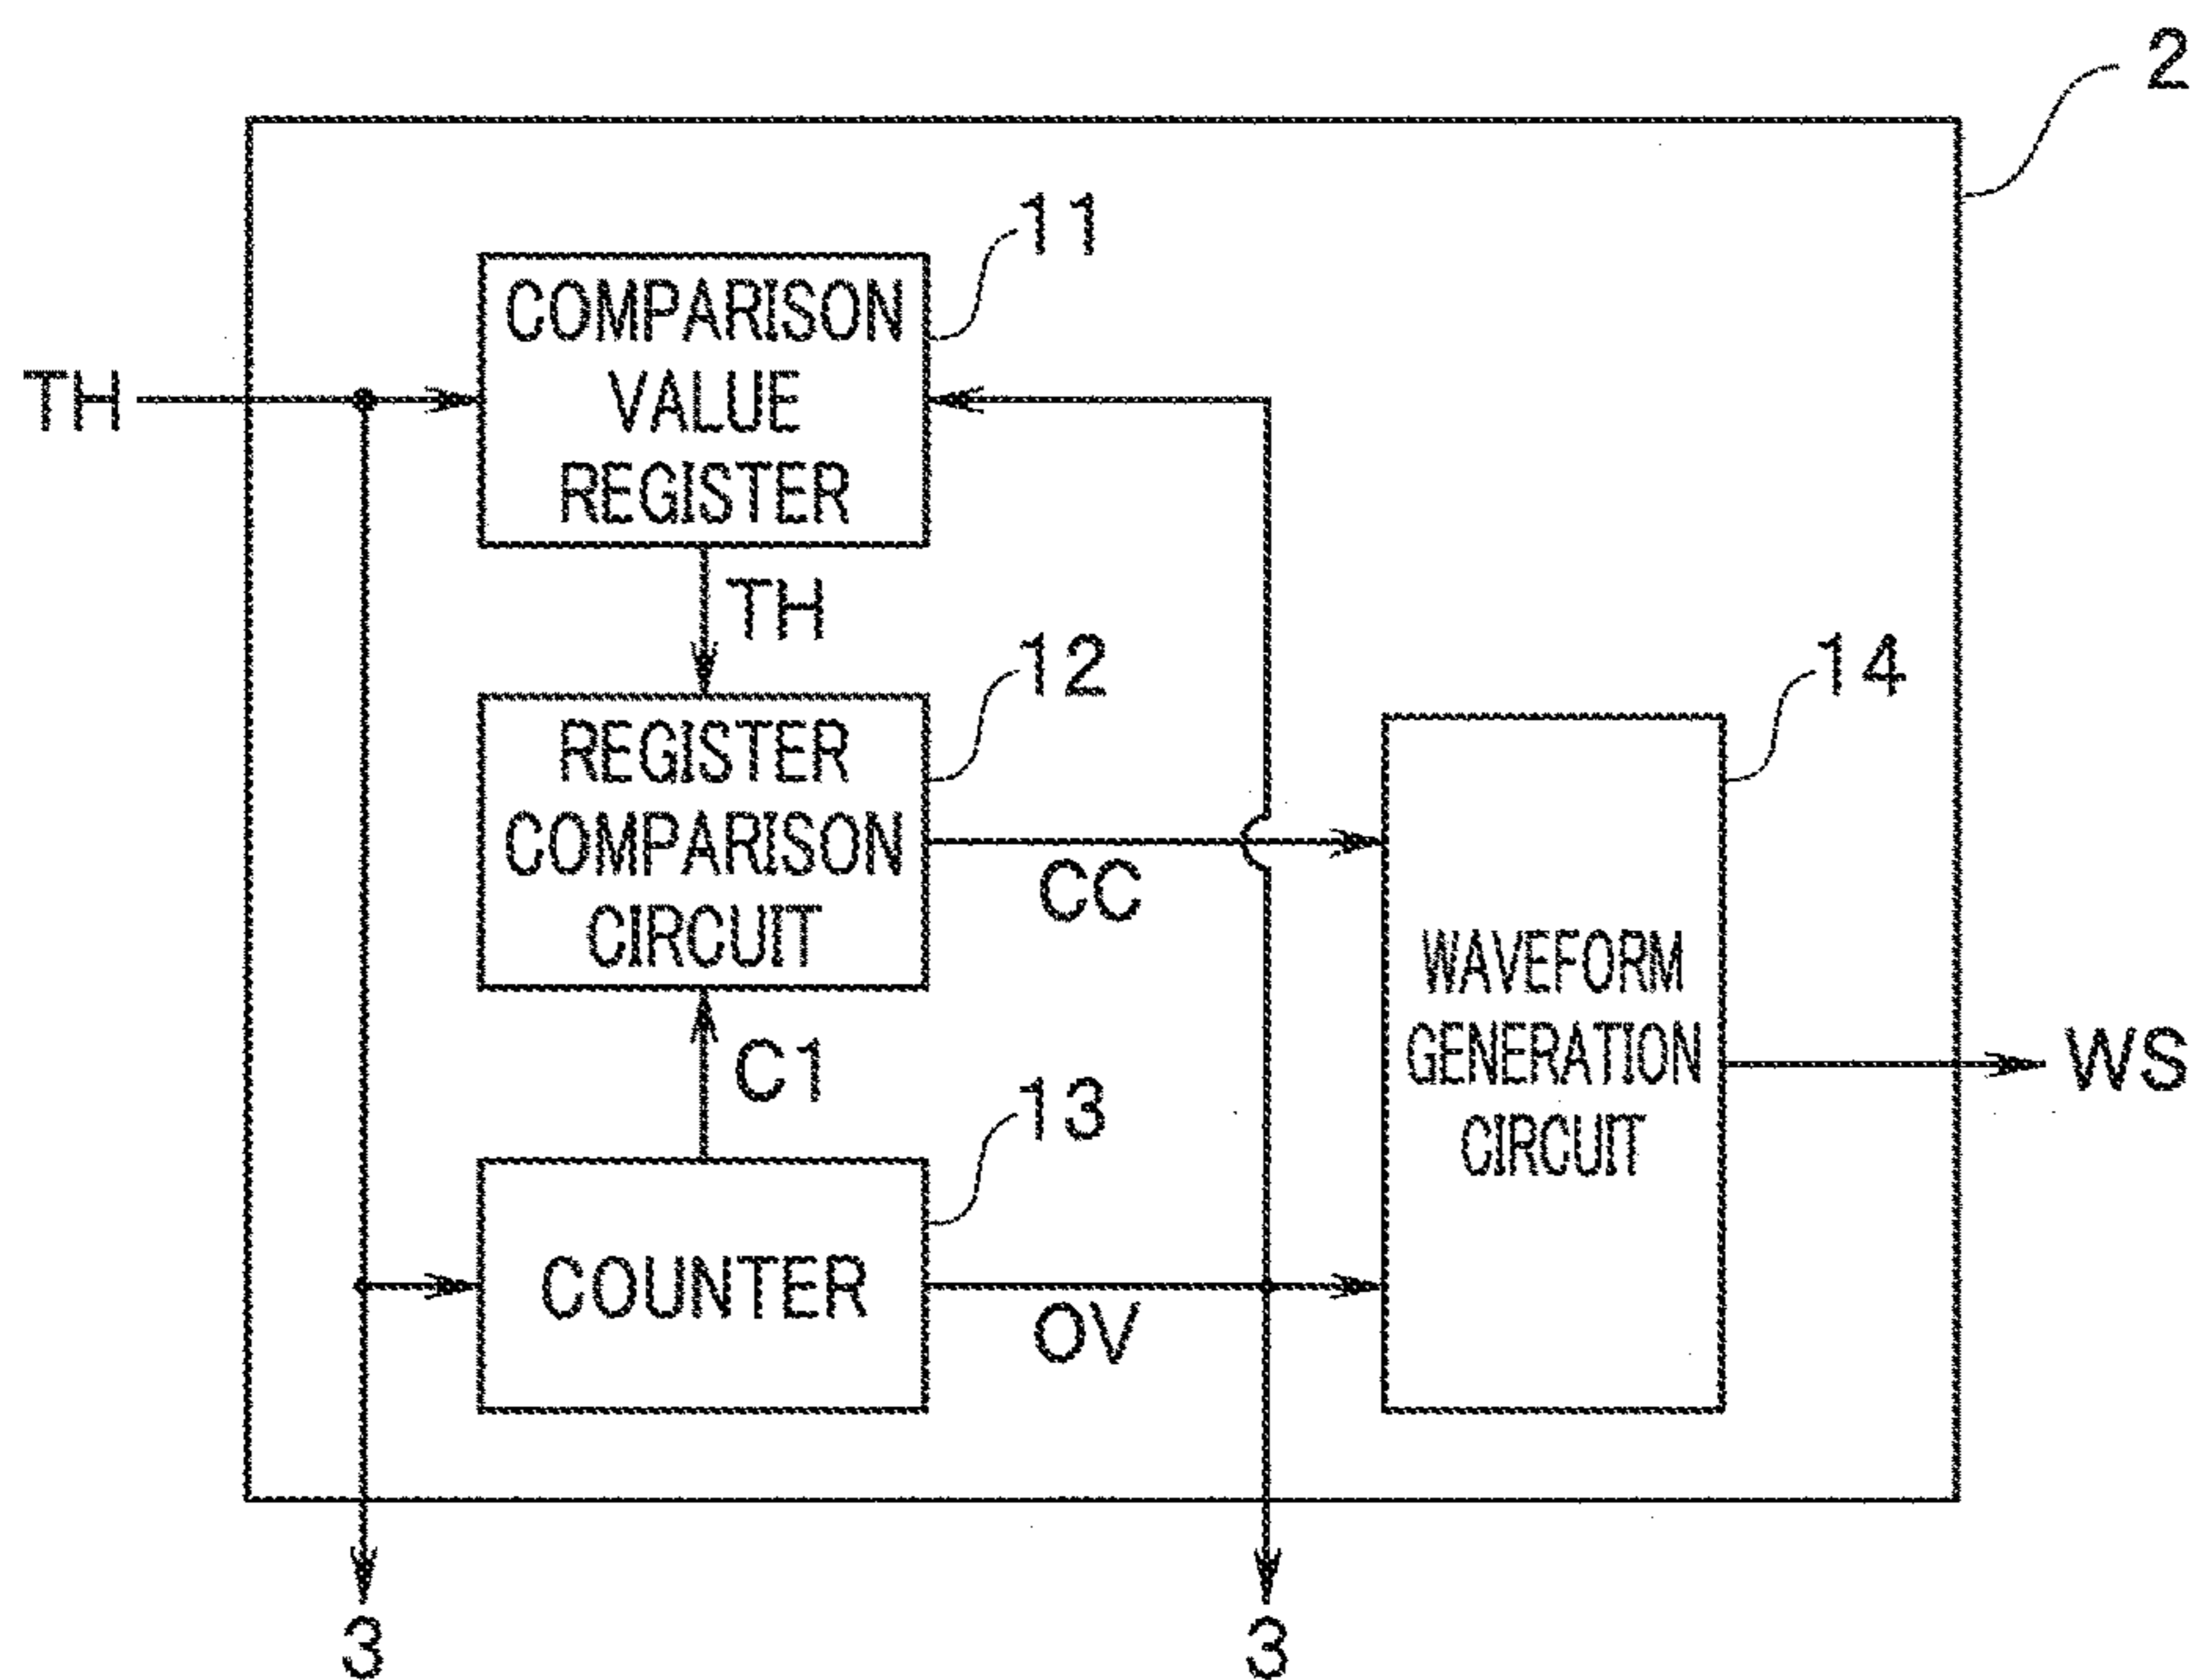 2
11
COMPARISON
VALUE
REGISTER
TH
TH
12
REGISTER
COMPARISON
CIRCUIT
CC
14
WAVEFORM
GENERATION
CIRCUIT
C1
WS
13
COUNTER
OV
3
3